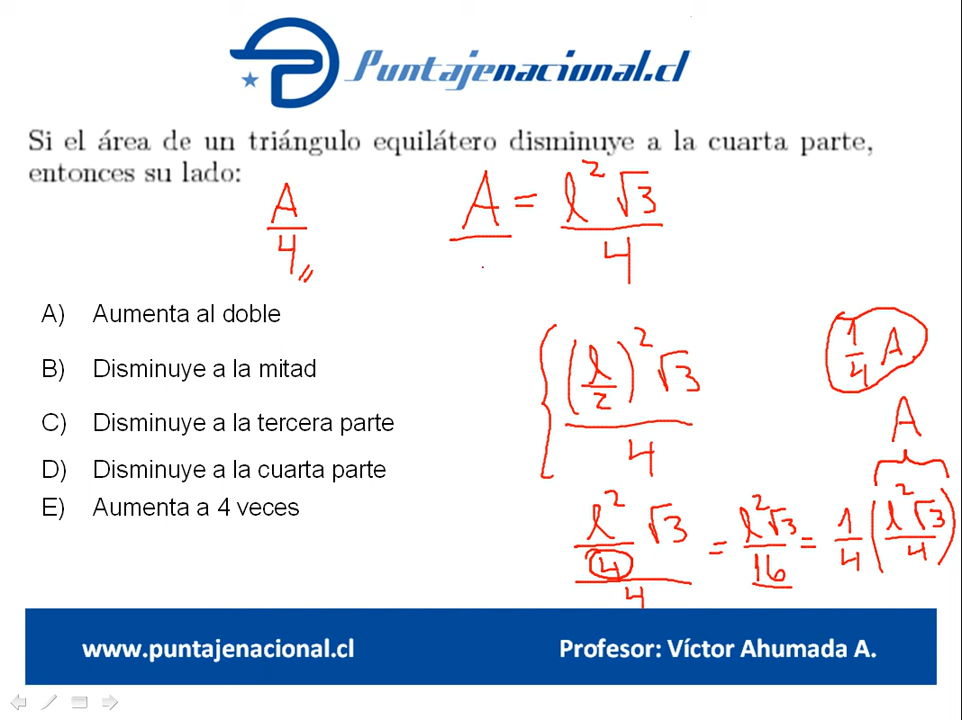 Puntajenacional.cl
Si el área de un triángulo equilátero disminuye a la cuarta parte,
entonces su lado:
A/4
A = l² √3 / 4
A) Aumenta al doble
B) Disminuye a la mitad
C) Disminuye a la tercera parte
D) Disminuye a la cuarta parte
E) Aumenta a 4 veces
(l/2)² √3 / 4
1/4 A
A
l²/4 √3 / 4 = l²√3/16 = 1/4 (l²√3/4)
www.puntajenacional.cl
Profesor: Víctor Ahumada A.